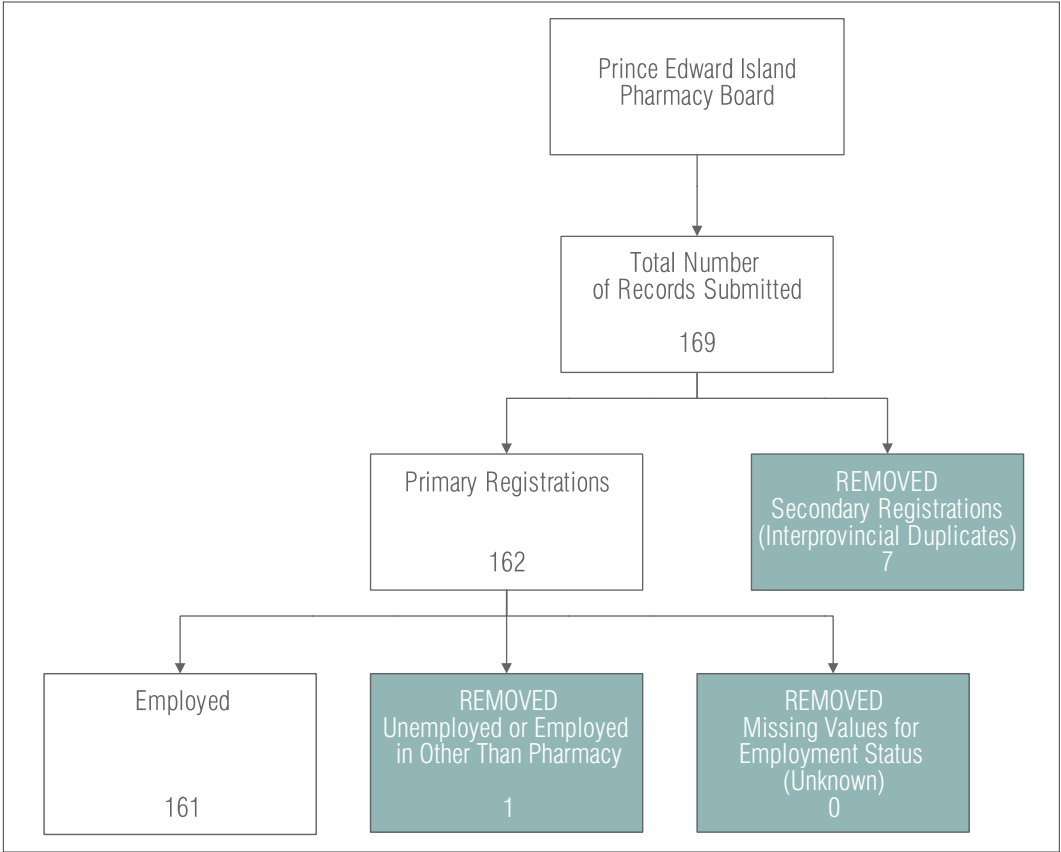 Prince Edward Island
Pharmacy Board
Total Number
of Records Submitted
169
Primary Registrations
162
REMOVED
Secondary Registrations
(Interprovincial Duplicates)
7
Employed
161
REMOVED
Unemployed or Employed
in Other Than Pharmacy
1
REMOVED
Missing Values for
Employment Status
(Unknown)
0